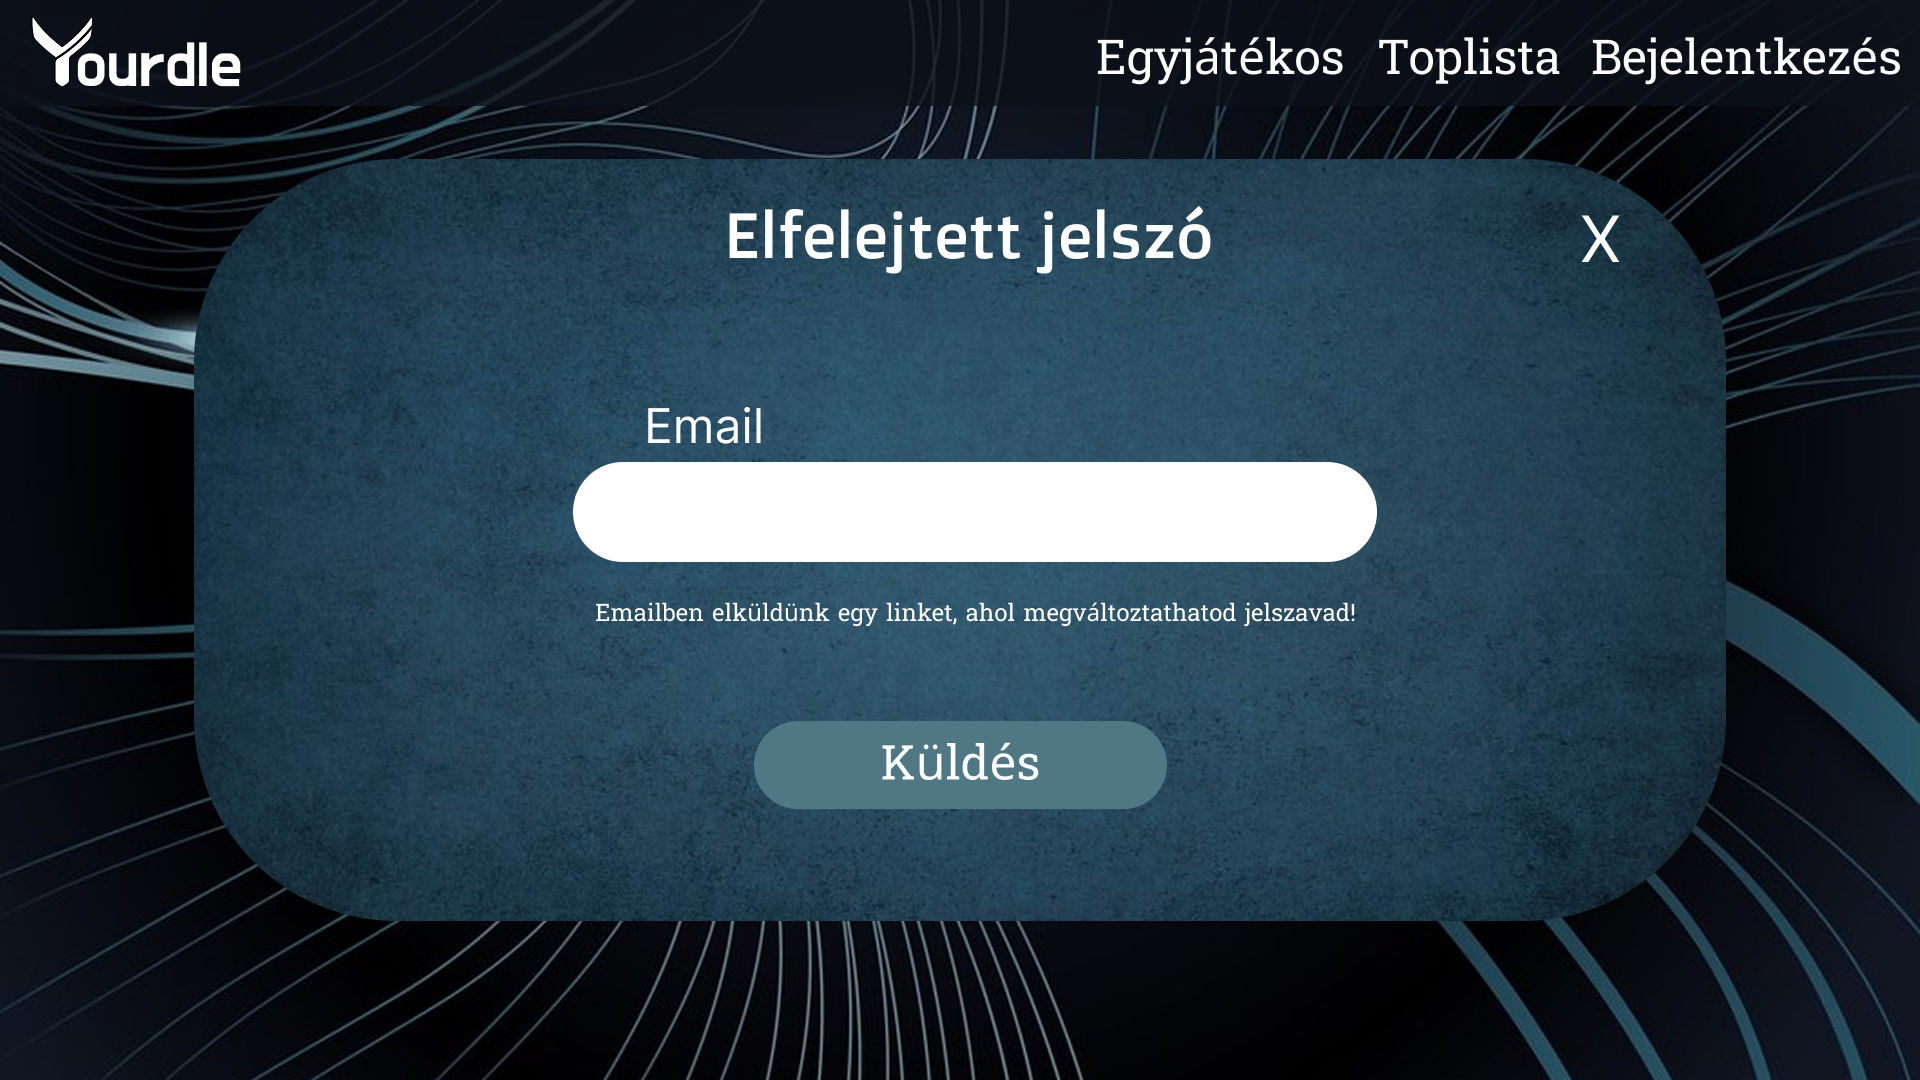 Yourdle
Egyjátékos Toplista Bejelentkezés
Elfelejtett jelszó
X
Email
Emailben elküldünk egy linket, ahol megváltoztathatod jelszavad!
Küldés